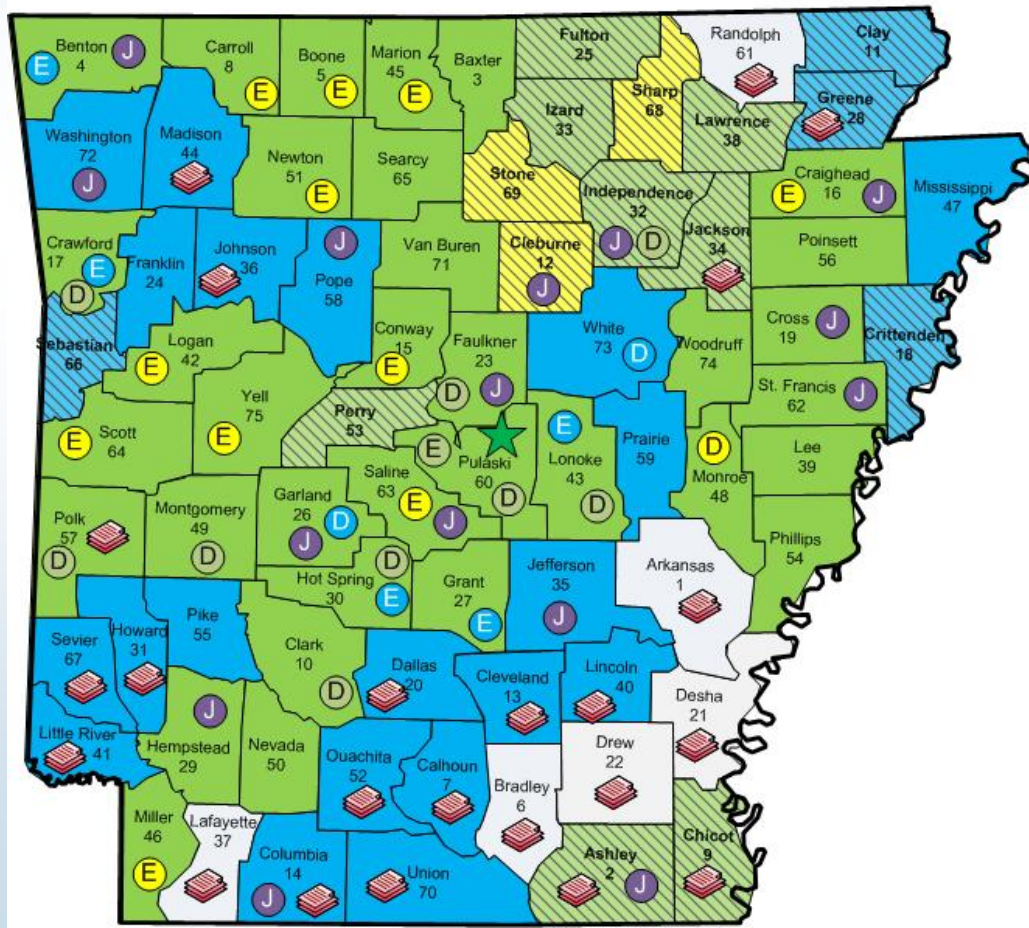 Benton
4
J
E
Carroll
8
E
Boone
5
E
Marion
45
E
Baxter
3
Fulton
25
Sharp
68
Randolph
61
Clay
11
Greene
28
Izard
33
Lawrence
38
Washington
72
J
Madison
44
Newton
51
E
Searcy
65
Stone
69
Independence
32
J
D
Jackson
34
Craighead
16
E
J
Mississippi
47
Crawford
17
E
D
Franklin
24
Johnson
36
J
Pope
58
Van Buren
71
Cleburne
12
J
Poinsett
56
Sebastian
66
Logan
42
E
Conway
15
E
Faulkner
23
D
J
White
73
D
Woodruff
74
Cross
19
J
Crittenden
18
St. Francis
62
J
Scott
64
E
Yell
75
E
Perry
53
Saline
63
E
J
E
Pulaski
60
D
E
Lonoke
43
D
Prairie
59
D
Monroe
48
Lee
39
Phillips
54
Polk
57
D
Montgomery
49
D
Garland
26
D
J
D
Hot Spring
30
E
Grant
27
E
Jefferson
35
J
Arkansas
1
Sevier
67
Howard
31
Pike
55
Clark
10
D
Dallas
20
Cleveland
13
Lincoln
40
Desha
21
Little River
41
J
Hempstead
29
Nevada
50
Ouachita
52
Calhoun
7
Bradley
6
Drew
22
Miller
46
E
Lafayette
37
Columbia
14
J
Union
70
Ashley
2
J
Chicot
9